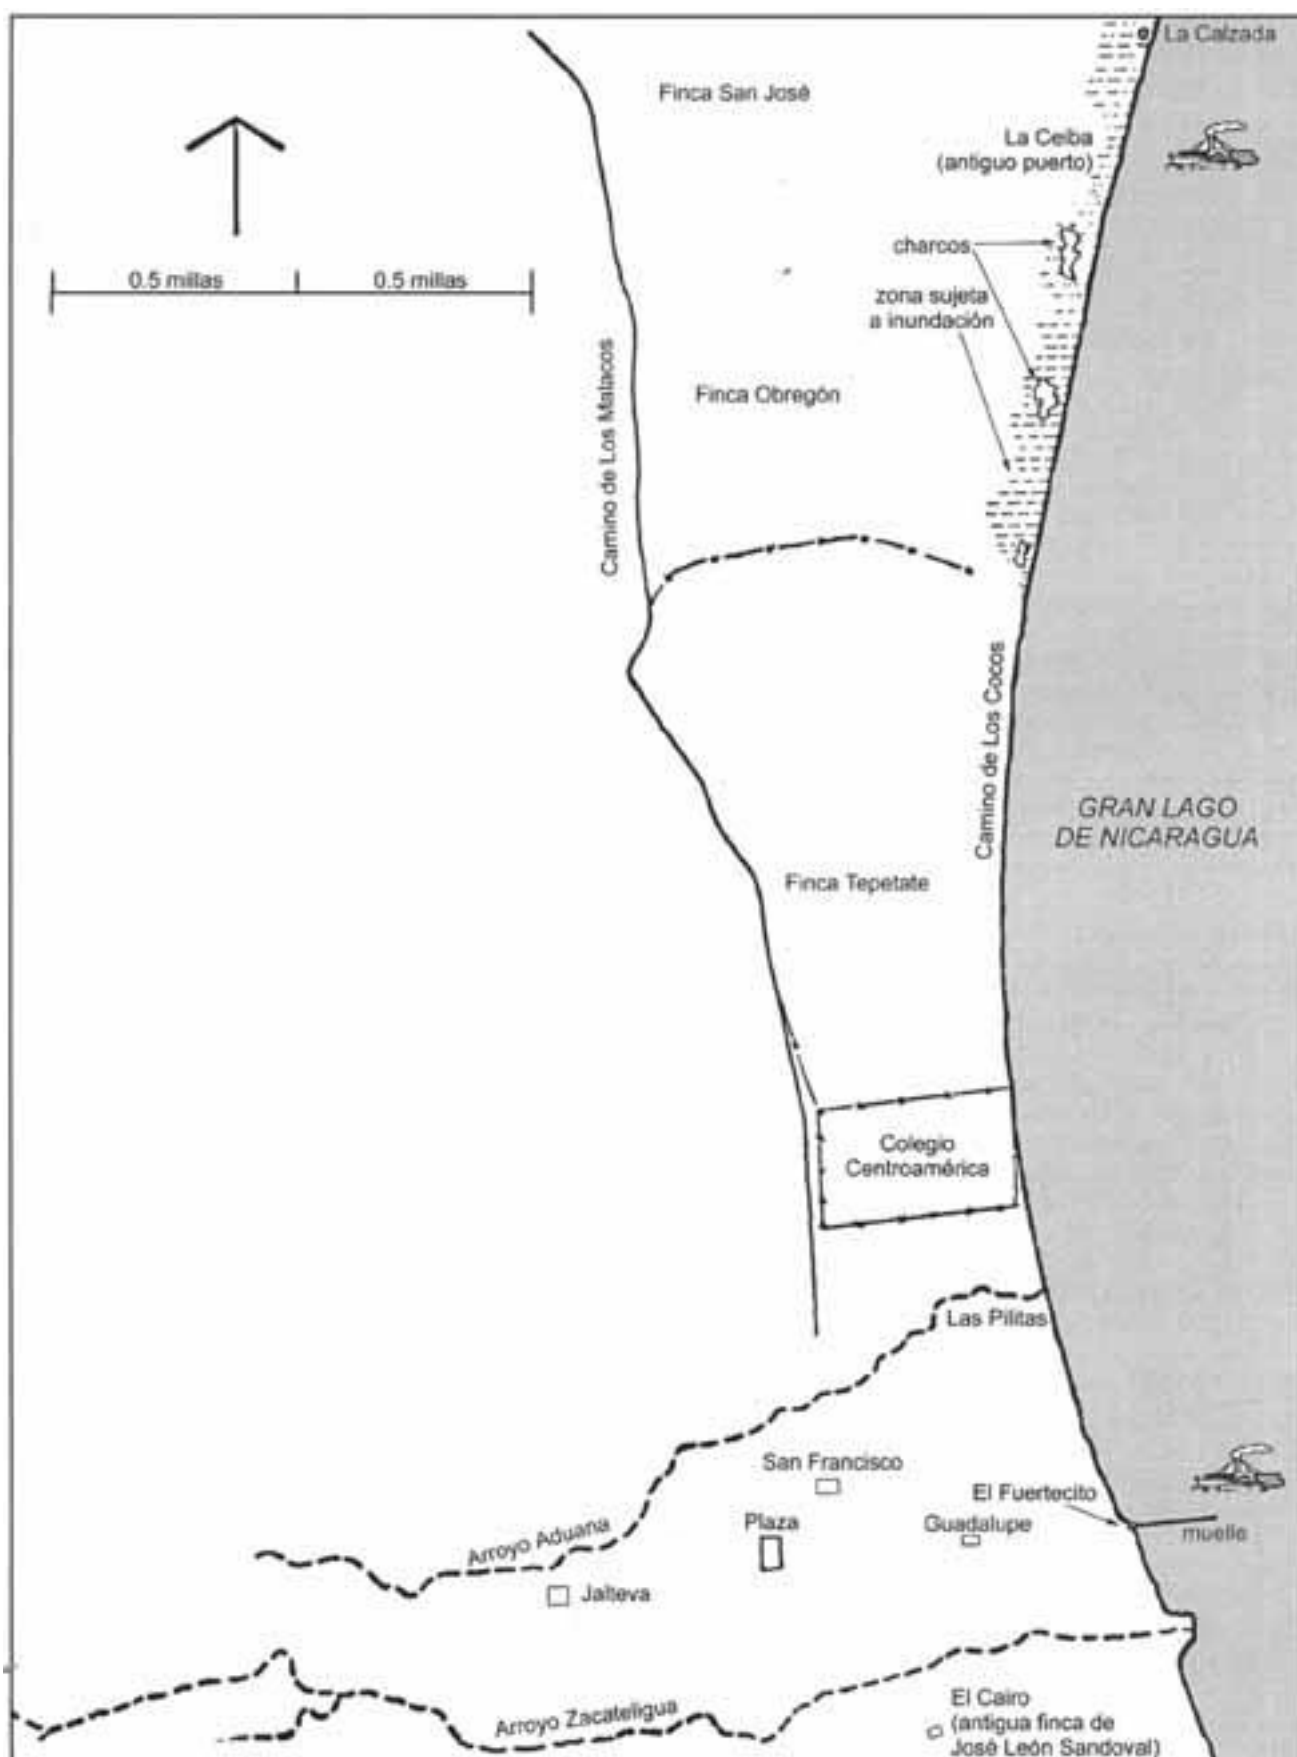 La Calzada
Finca San José
La Ceiba
(antiguo puerto)
charcos
0.5 millas
0.5 millas
zona sujeta
a inundación
Camino de Los Malacos
Finca Obregón
Camino de Los Cocos
GRAN LAGO
DE NICARAGUA
Finca Tepetate
Colegio
Centroamérica
Las Pilitas
San Francisco
El Fuertecito
Plaza
Guadalupe
muelle
Arroyo Aduana
Jalteva
Arroyo Zacateligua
El Cairo
(antigua finca de
José León Sandoval)